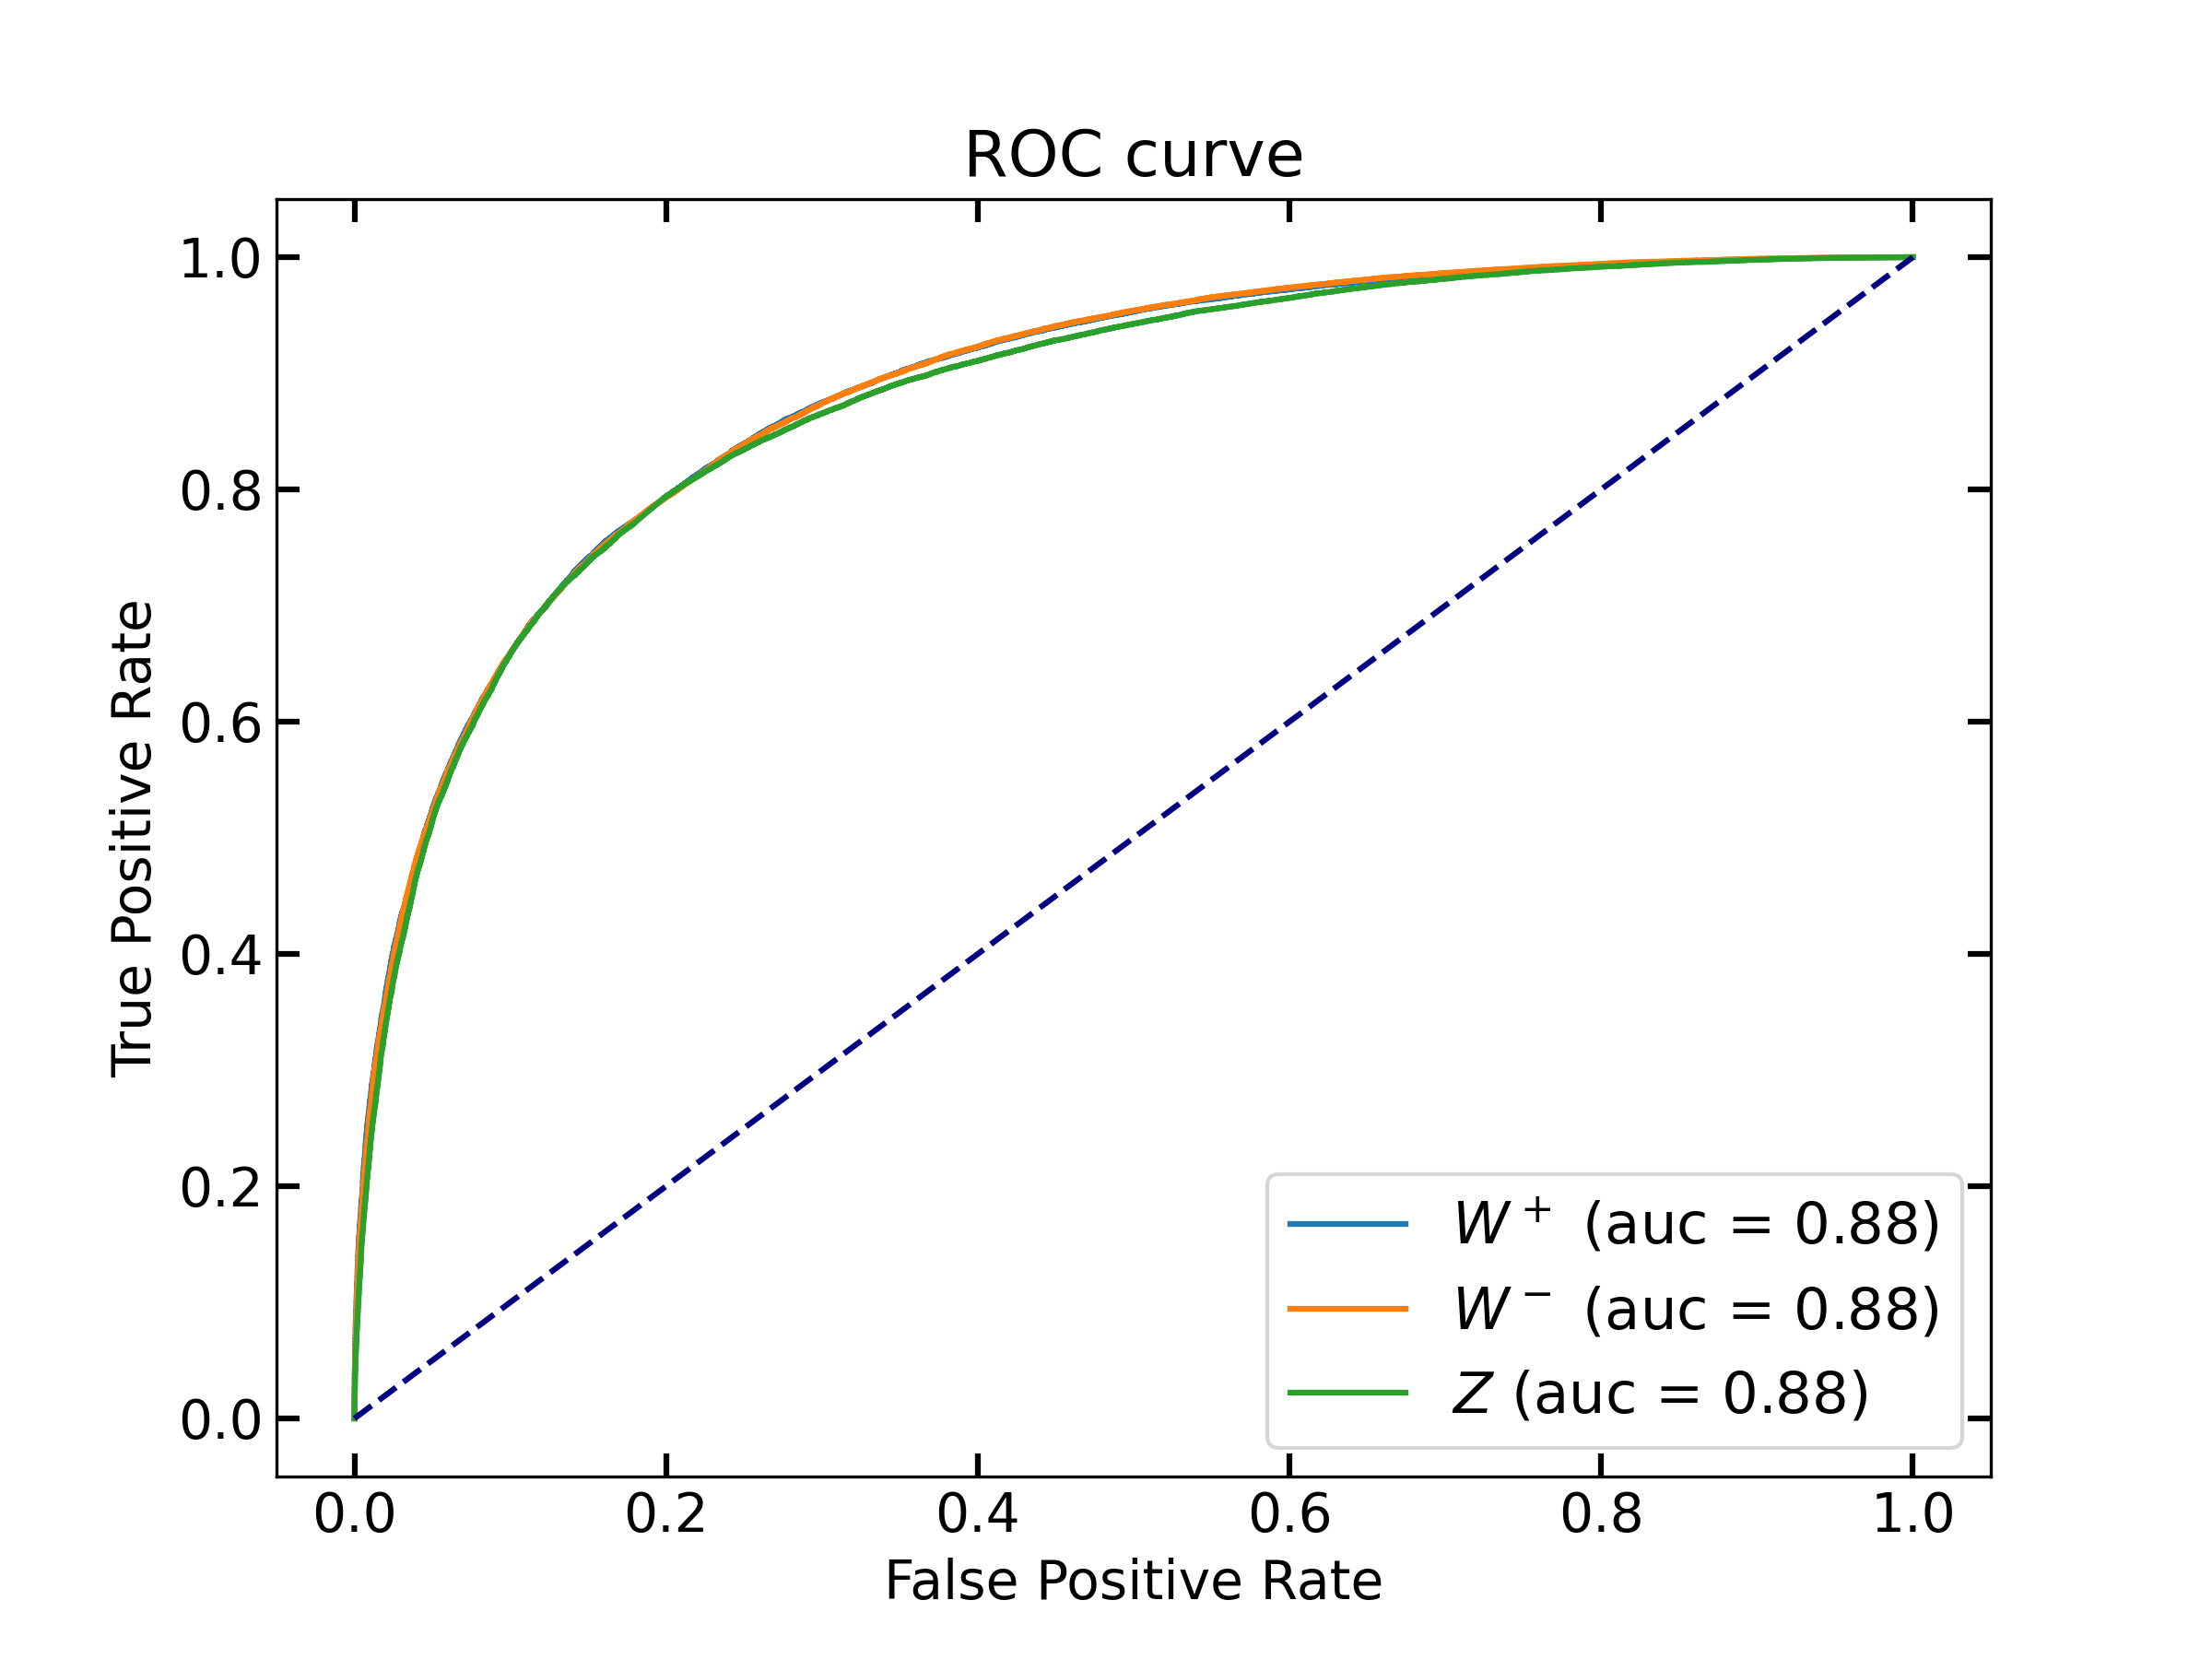 ROC curve
1.0
0.8
0.6
0.4
0.2
0.0
True Positive Rate
W⁺ (auc = 0.88)
W⁻ (auc = 0.88)
Z (auc = 0.88)
0.0 0.2 0.4 0.6 0.8 1.0
False Positive Rate